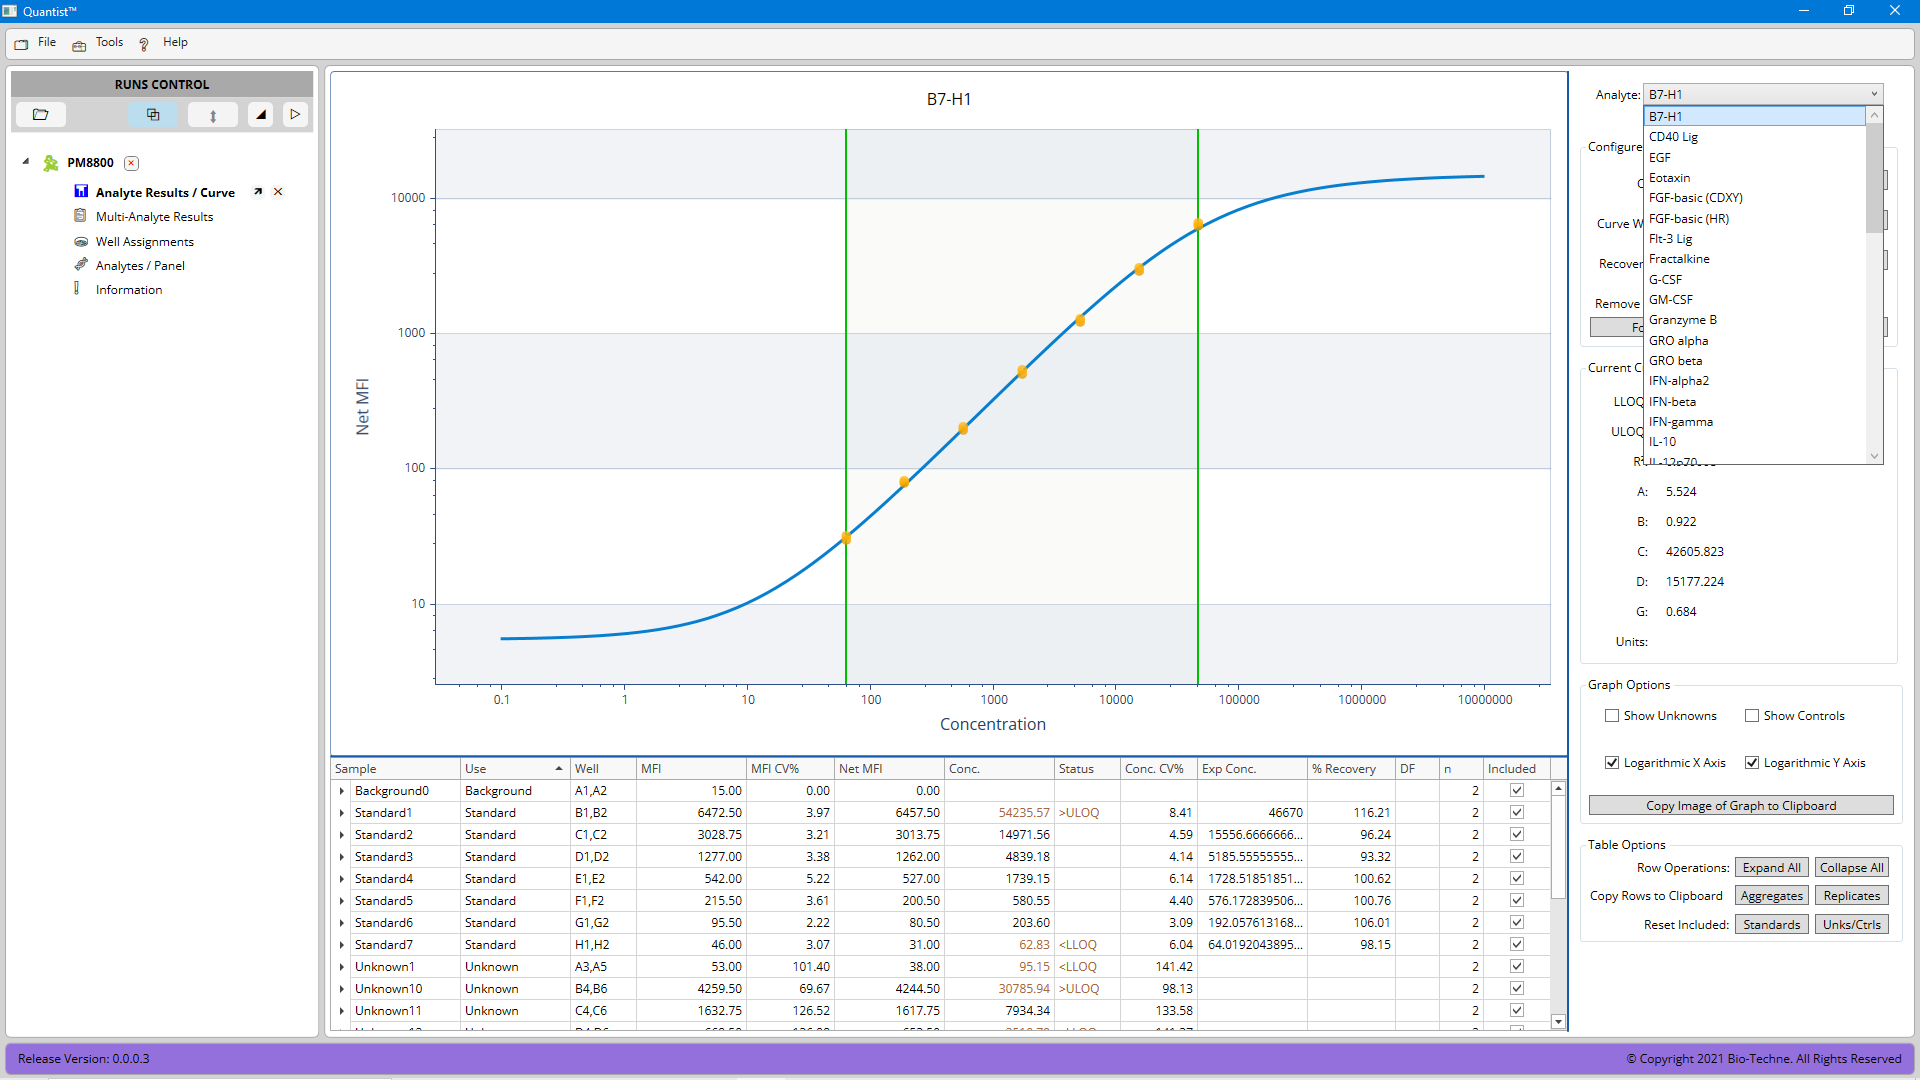 Quantist™
File Tools Help
RUNS CONTROL
PM8800
Analyte Results / Curve
Multi-Analyte Results
Well Assignments
Analytes / Panel
Information
B7-H1
Net MFI
10000
1000
100
10
0.1 1 10 100 1000 10000 100000 1000000 10000000
Concentration
Sample Use Well MFI MFI CV% Net MFI Conc. Status Conc. CV% Exp Conc. % Recovery DF n Included
Background0 Background A1,A2 15.00 0.00 0.00 2
Standard1 Standard B1,B2 6472.50 3.97 6457.50 54235.57 >ULOQ 8.41 46670 116.21 2
Standard2 Standard C1,C2 3028.75 3.21 3013.75 14971.56 4.59 15556.6666666... 96.24 2
Standard3 Standard D1,D2 1277.00 3.38 1262.00 4839.18 4.14 5185.55555555... 93.32 2
Standard4 Standard E1,E2 542.00 5.22 527.00 1739.15 6.14 1728.51851851... 100.62 2
Standard5 Standard F1,F2 215.50 3.61 200.50 580.55 4.40 576.172839506... 100.76 2
Standard6 Standard G1,G2 95.50 2.22 80.50 203.60 3.09 192.057613168... 106.01 2
Standard7 Standard H1,H2 46.00 3.07 31.00 62.83 <LLOQ 6.04 64.0192043895... 98.15 2
Unknown1 Unknown A3,A5 53.00 101.40 38.00 95.15 <LLOQ 141.42 2
Unknown10 Unknown B4,B6 4259.50 69.67 4244.50 30785.94 >ULOQ 98.13 2
Unknown11 Unknown C4,C6 1632.75 126.52 1617.75 7934.34 133.58 2
Analyte: B7-H1
B7-H1
CD40 Lig
EGF
Eotaxin
FGF-basic (CDXY)
FGF-basic (HR)
Flt-3 Lig
Fractalkine
G-CSF
GM-CSF
Granzyme B
GRO alpha
GRO beta
IFN-alpha2
IFN-beta
IFN-gamma
IL-10
IL-12p70
Configure
Curve W
Recover
Remove
Fo
Current C
LLOQ
ULOQ
A: 5.524
B: 0.922
C: 42605.823
D: 15177.224
G: 0.684
Units:
Graph Options
Show Unknowns Show Controls
Logarithmic X Axis Logarithmic Y Axis
Copy Image of Graph to Clipboard
Table Options
Row Operations: Expand All Collapse All
Copy Rows to Clipboard Aggregates Replicates
Reset Included: Standards Unks/Ctrls
Release Version: 0.0.0.3
© Copyright 2021 Bio-Techne. All Rights Reserved